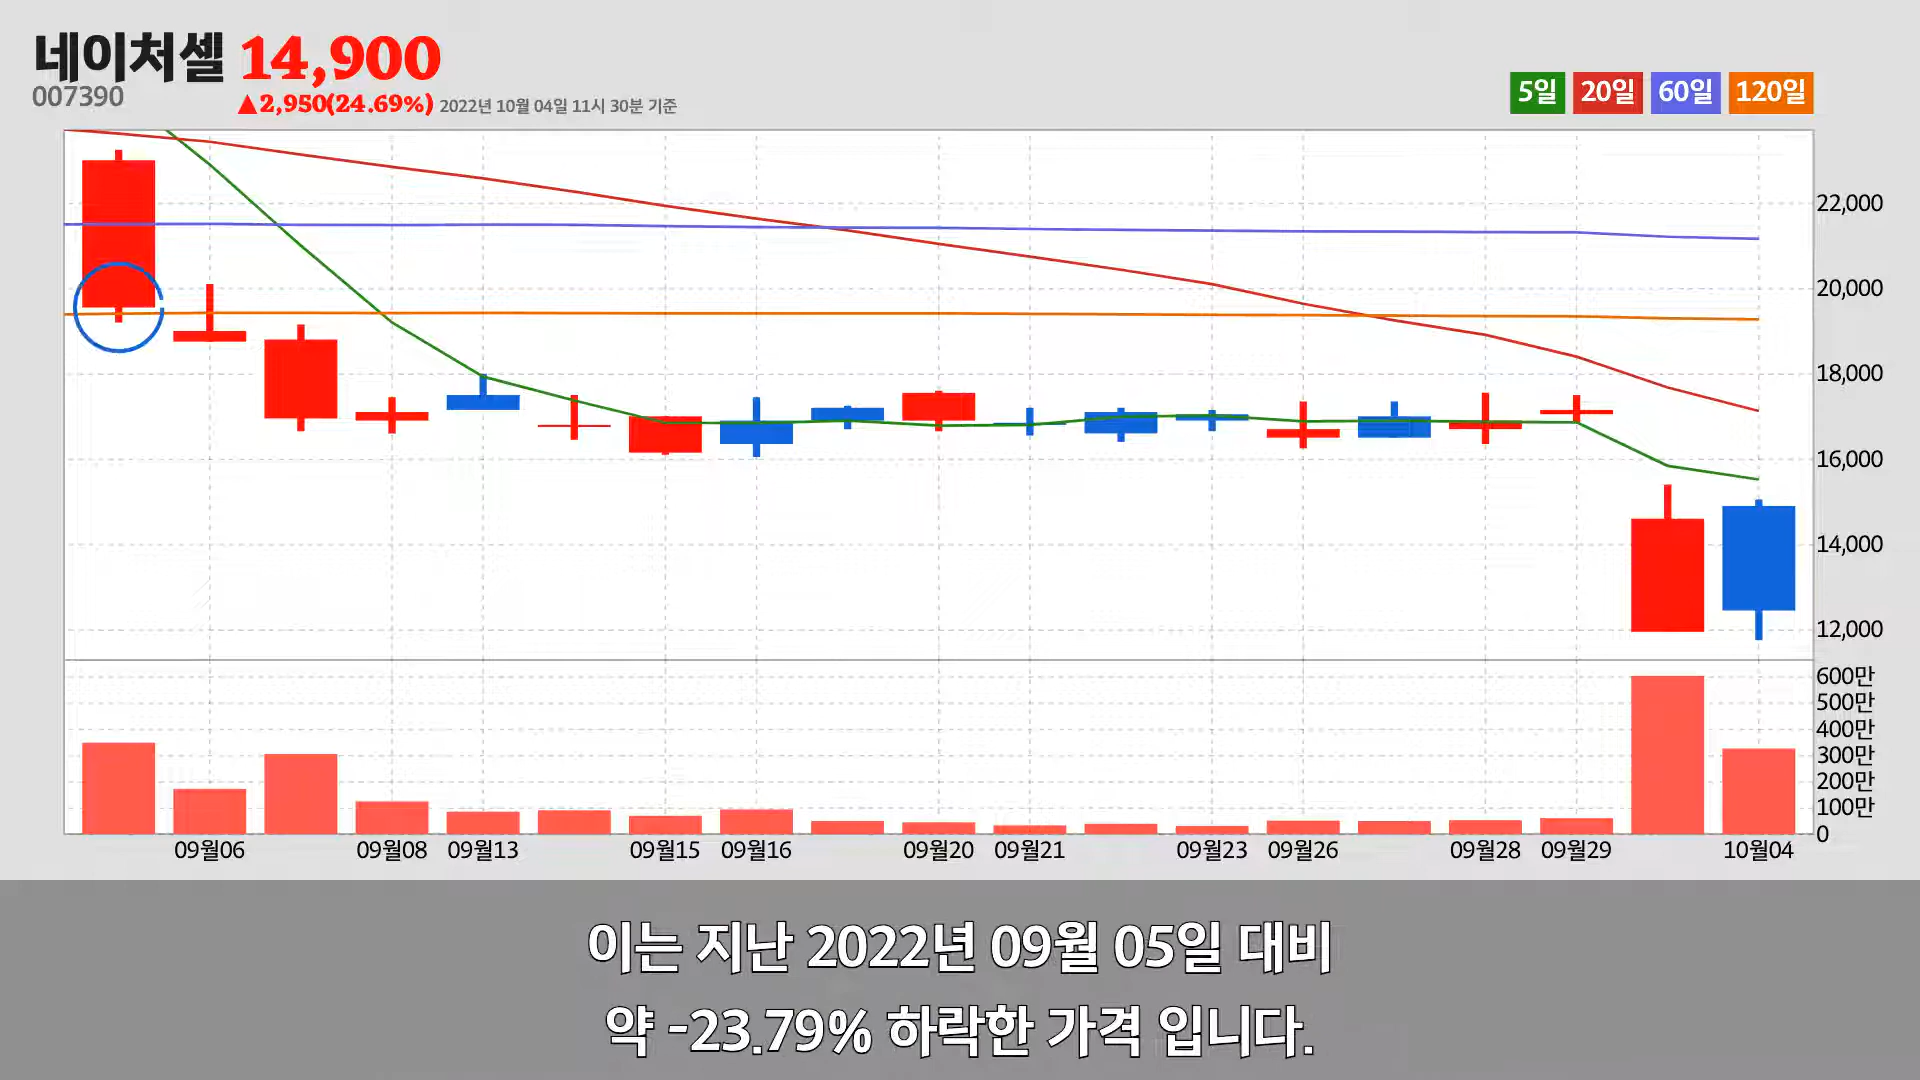 네이처셀 14,900
007390
▲2,950(24.69%) 2022년 10월 04일 11시 30분 기준
5일 20일 60일 120일
22,000
20,000
18,000
16,000
14,000
12,000
600만
500만
400만
300만
200만
100만
0
09월06 09월08 09월13 09월15 09월16 09월20 09월21 09월23 09월26 09월28 09월29 10월04
이는 지난 2022년 09월 05일 대비
약 -23.79% 하락한 가격 입니다.